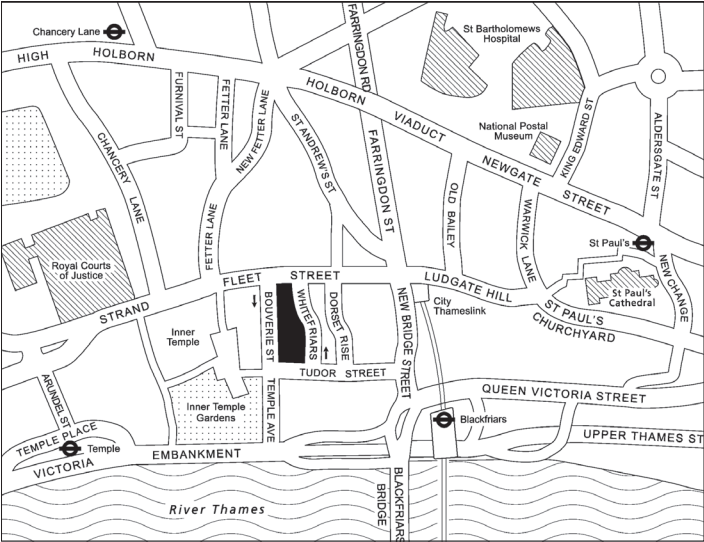 Chancery Lane
HIGH HOLBORN
FARRINGDON RD
St Bartholomews
Hospital
HOLBORN VIADUCT
FURNIVAL ST
FETTER LANE
NEW FETTER LANE
ST ANDREW'S ST
FARRINGDON ST
National Postal
Museum
KING EDWARD ST
ALDERSGATE ST
NEWGATE STREET
CHANCERY LANE
OLD BAILEY
WARWICK LANE
FETTER LANE
St Paul's
Royal Courts
of Justice
NEW CHANGE
FLEET STREET
LUDGATE HILL
St Paul's
Cathedral
STRAND
BOUVERIE ST
WHITEFRIARS
DORSET RISE
NEW BRIDGE STREET
City
Thameslink
ST PAUL'S
CHURCHYARD
Inner
Temple
TUDOR STREET
ARUNDEL ST
Inner Temple
Gardens
TEMPLE AVE
QUEEN VICTORIA STREET
TEMPLE PLACE
Temple
Blackfriars
UPPER THAMES ST
VICTORIA EMBANKMENT
BLACKFRIARS
BRIDGE
River Thames